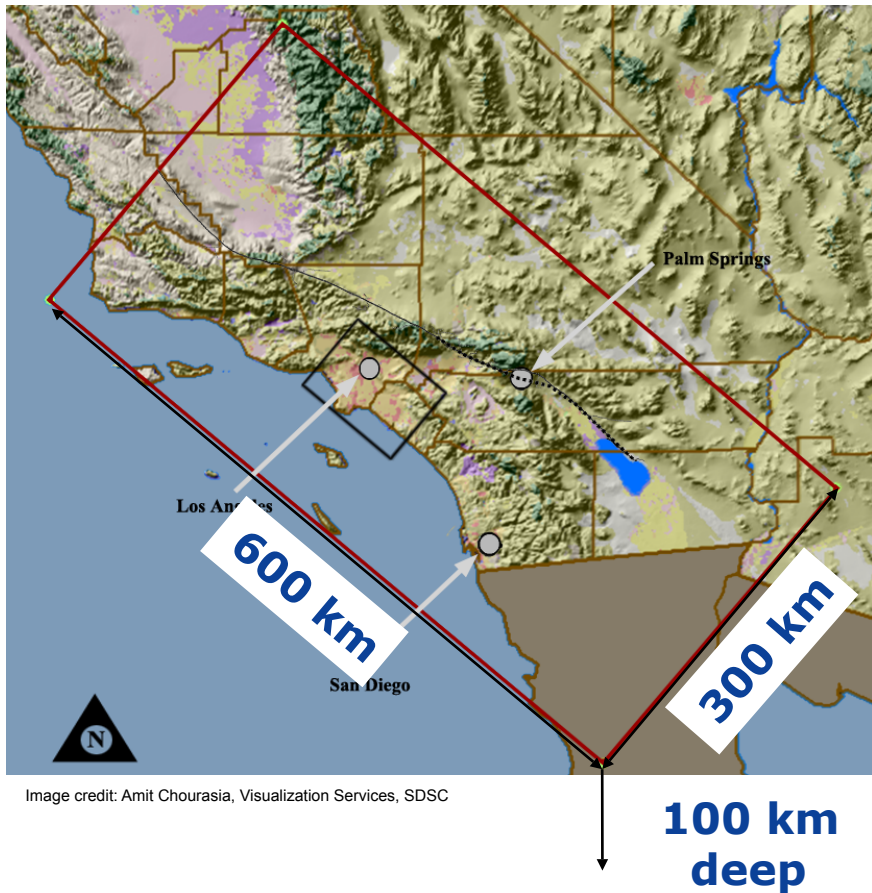 Palm Springs
Los Angeles
600 km
300 km
San Diego
N
Image credit: Amit Chourasia, Visualization Services, SDSC
100 km
deep